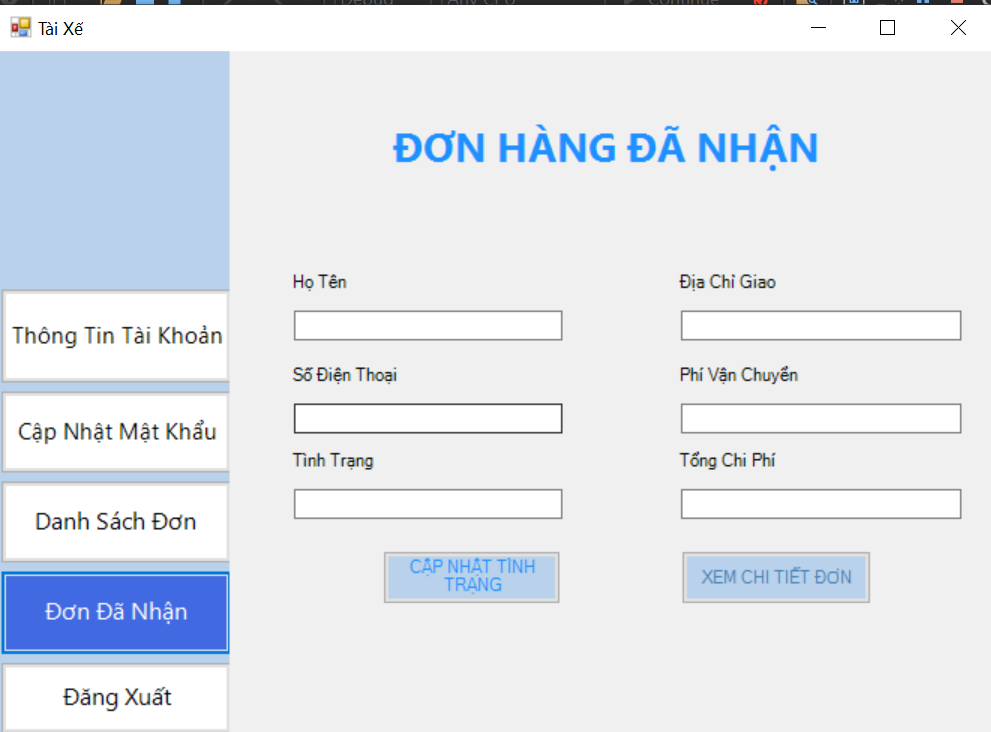 Tài Xế
Thông Tin Tài Khoản
Cập Nhật Mật Khẩu
Danh Sách Đơn
Đơn Đã Nhận
Đăng Xuất
ĐƠN HÀNG ĐÃ NHẬN
Họ Tên
Địa Chỉ Giao
Số Điện Thoại
Phí Vận Chuyển
Tình Trạng
Tổng Chi Phí
CẬP NHẬT TÌNH
TRẠNG
XEM CHI TIẾT ĐƠN